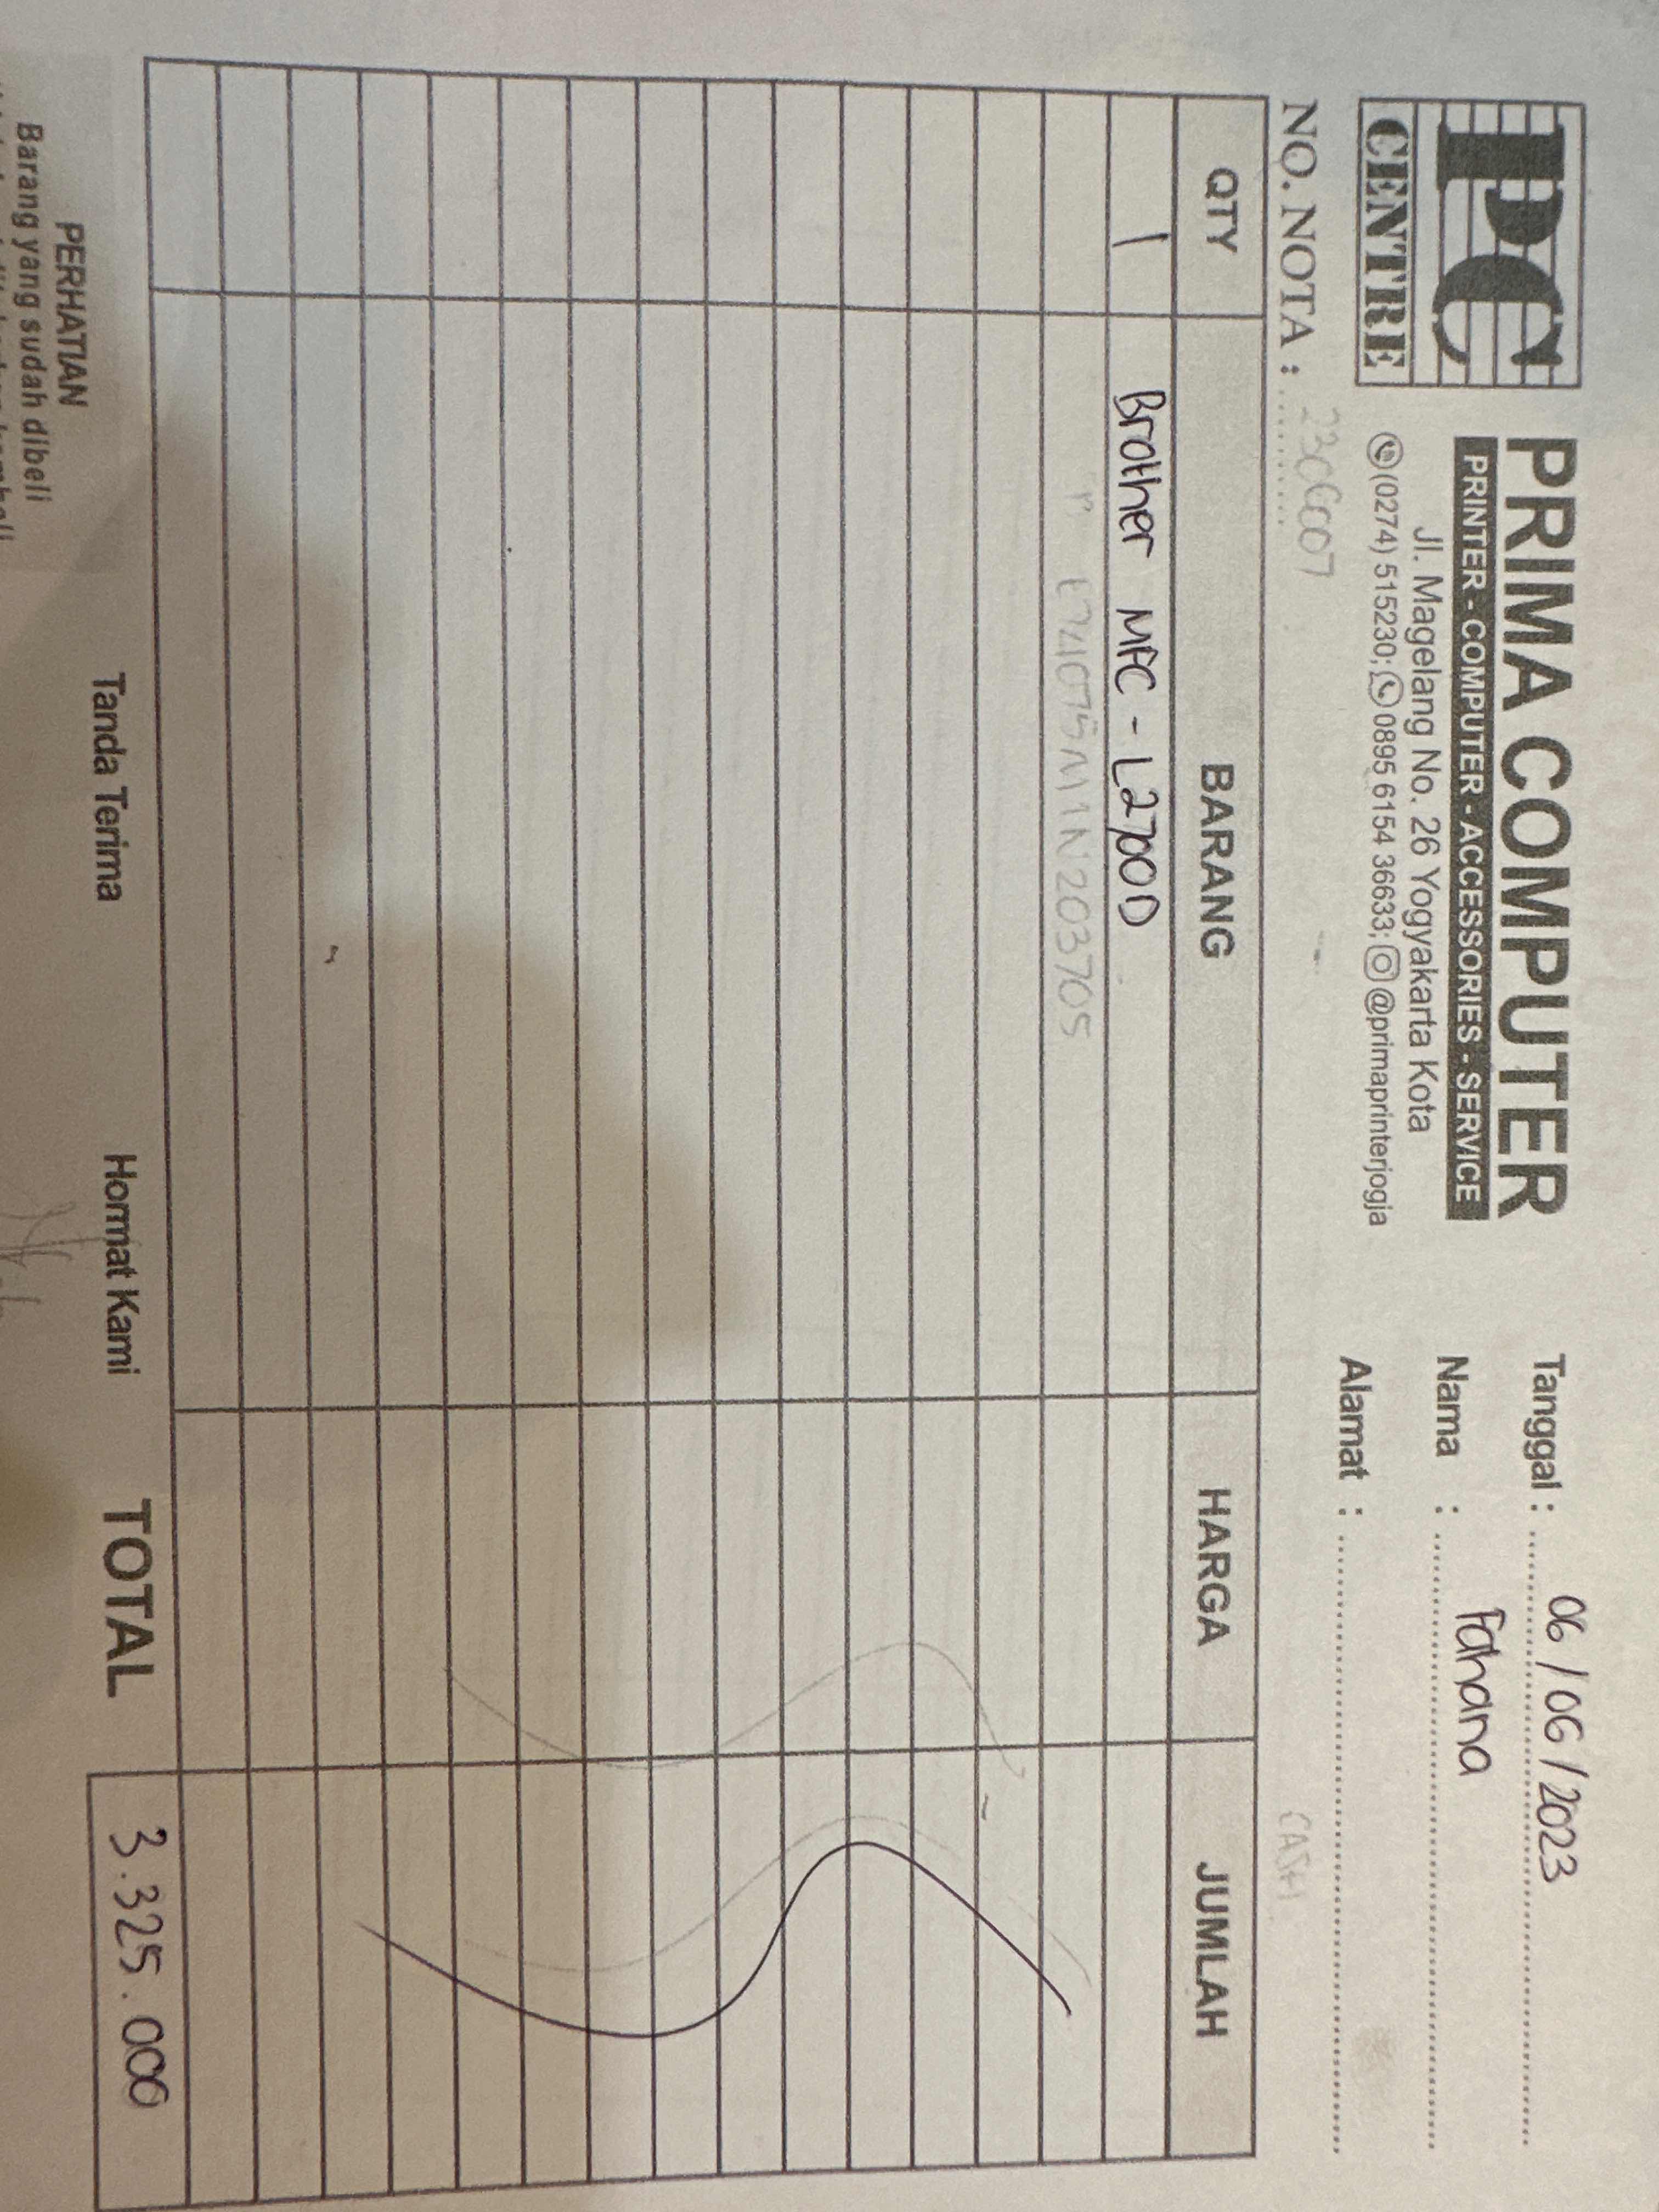 PC CENTRE
PRIMA COMPUTER
PRINTER - COMPUTER - ACCESSORIES - SERVICE
Jl. Magelang No. 26 Yogyakarta Kota
(0274) 515230; 0895 6154 36633; @primaprinterjogja
Tanggal : 06/06/2023
Nama : Fahana
Alamat :
NO. NOTA :
CASH
QTY BARANG HARGA JUMLAH
1 Brother MFC-L2700D
TOTAL 3.325.000
Tanda Terima
Hormat Kami
PERHATIAN
Barang yang sudah dibeli